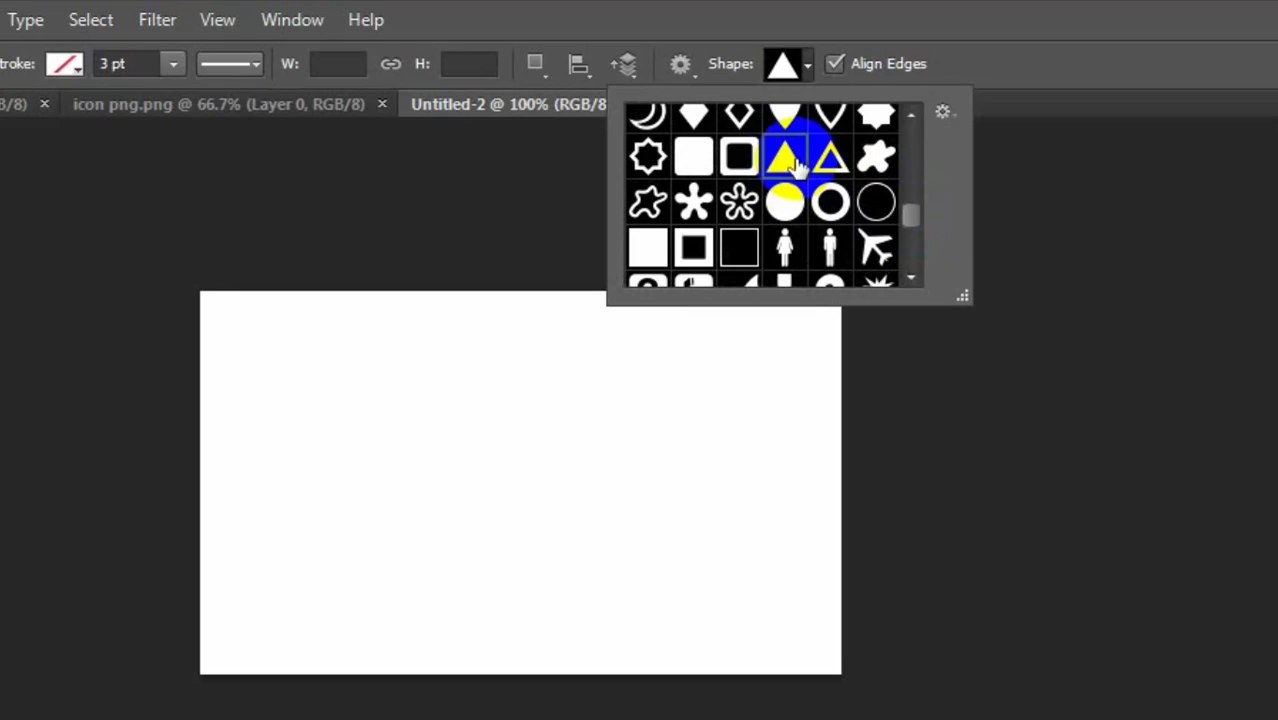 Type Select Filter View Window Help
troke: 3 pt W: H: Shape: Align Edges
B/8) × icon png.png @ 66.7% (Layer 0, RGB/8) × Untitled-2 @ 100% (RGB/8